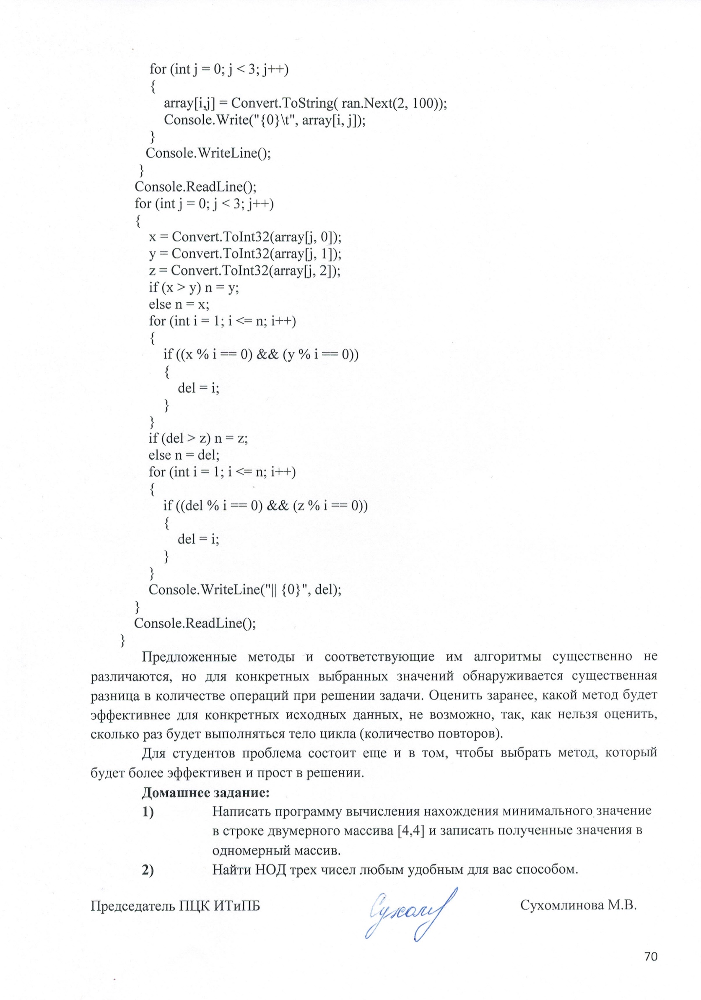 for (int j = 0; j < 3; j++)
{
array[i,j] = Convert.ToString( ran.Next(2, 100));
Console.Write("{0}\t", array[i, j]);
}
Console.WriteLine();
}
Console.ReadLine();
for (int j = 0; j < 3; j++)
{
x = Convert.ToInt32(array[j, 0]);
y = Convert.ToInt32(array[j, 1]);
z = Convert.ToInt32(array[j, 2]);
if (x > y) n = y;
else n = x;
for (int i = 1; i <= n; i++)
{
if ((x % i == 0) && (y % i == 0))
{
del = i;
}
}
if (del > z) n = z;
else n = del;
for (int i = 1; i <= n; i++)
{
if ((del % i == 0) && (z % i == 0))
{
del = i;
}
}
Console.WriteLine("|| {0}", del);
}
Console.ReadLine();
}
Предложенные методы и соответствующие им алгоритмы существенно не
различаются, но для конкретных выбранных значений обнаруживается существенная
разница в количестве операций при решении задачи. Оценить заранее, какой метод будет
эффективнее для конкретных исходных данных, не возможно, так, как нельзя оценить,
сколько раз будет выполняться тело цикла (количество повторов).
Для студентов проблема состоит еще и в том, чтобы выбрать метод, который
будет более эффективен и прост в решении.
Домашнее задание:
1) Написать программу вычисления нахождения минимального значение
в строке двумерного массива [4,4] и записать полученные значения в
одномерный массив.
2) Найти НОД трех чисел любым удобным для вас способом.
Председатель ПЦК ИТиПБ Сухомлинова М.В.
70